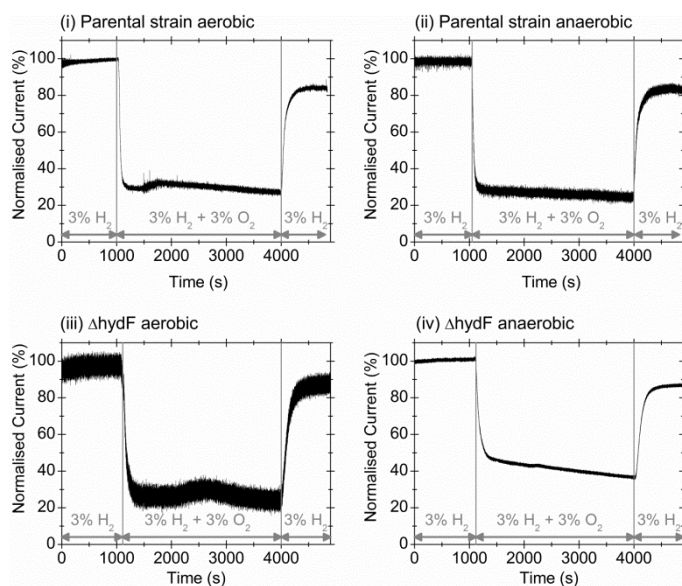 (i) Parental strain aerobic
Normalised Current (%)
100
80
60
40
20
0
3% H₂
3% H₂ + 3% O₂
3% H₂
0 1000 2000 3000 4000
Time (s)
(ii) Parental strain anaerobic
Normalised Current (%)
100
80
60
40
20
0
3% H₂
3% H₂ + 3% O₂
3% H₂
0 1000 2000 3000 4000
Time (s)
(iii) ΔhydF aerobic
Normalised Current (%)
100
80
60
40
20
0
3% H₂
3% H₂ + 3% O₂
3% H₂
0 1000 2000 3000 4000
Time (s)
(iv) ΔhydF anaerobic
Normalised Current (%)
100
80
60
40
20
0
3% H₂
3% H₂ + 3% O₂
3% H₂
0 1000 2000 3000 4000
Time (s)